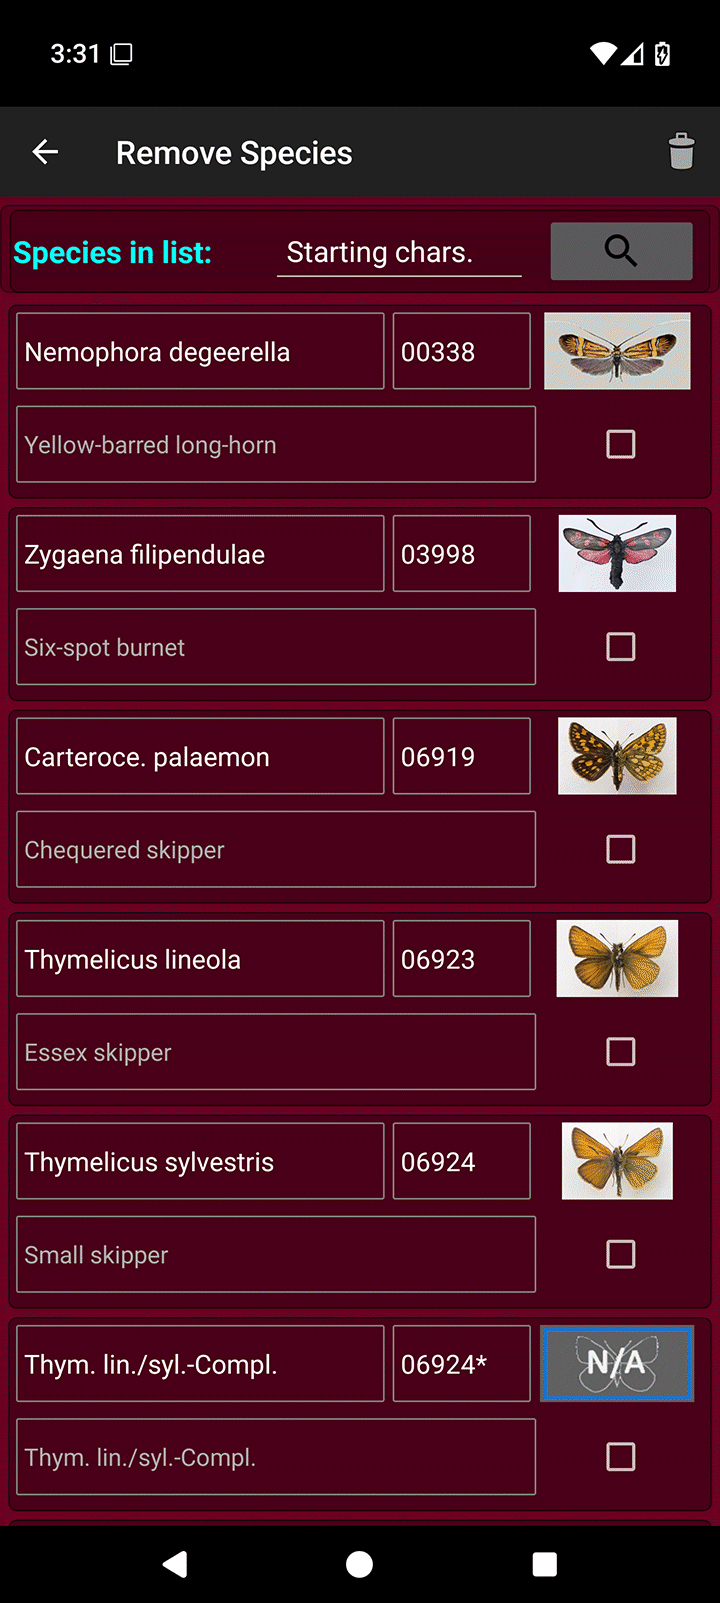 3:31
Remove Species
Species in list: Starting chars.
Nemophora degeerella 00338
Yellow-barred long-horn
Zygaena filipendulae 03998
Six-spot burnet
Carteroce. palaemon 06919
Chequered skipper
Thymelicus lineola 06923
Essex skipper
Thymelicus sylvestris 06924
Small skipper
Thym. lin./syl.-Compl. 06924* N/A
Thym. lin./syl.-Compl.